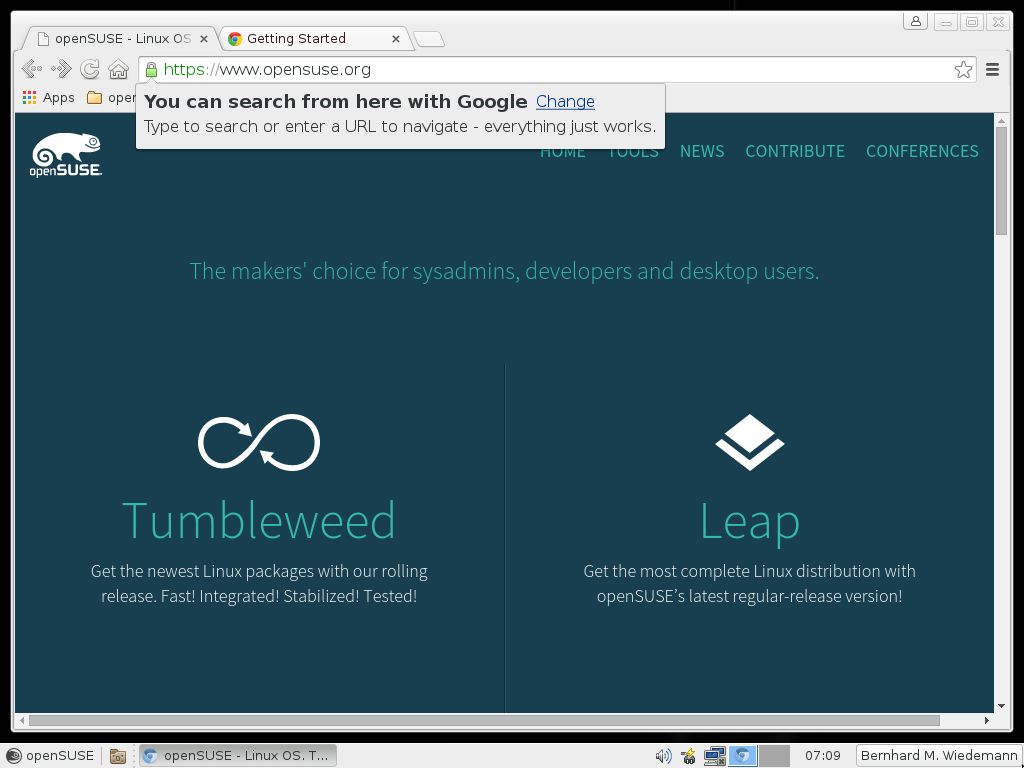 openSUSE - Linux OS
Getting Started
https://www.opensuse.org
Apps
oper
You can search from here with Google Change
Type to search or enter a URL to navigate - everything just works.
openSUSE.
HOME TOOLS NEWS CONTRIBUTE CONFERENCES
The makers' choice for sysadmins, developers and desktop users.
Tumbleweed
Get the newest Linux packages with our rolling
release. Fast! Integrated! Stabilized! Tested!
Leap
Get the most complete Linux distribution with
openSUSE’s latest regular-release version!
openSUSE
openSUSE - Linux OS. T...
07:09
Bernhard M. Wiedemann